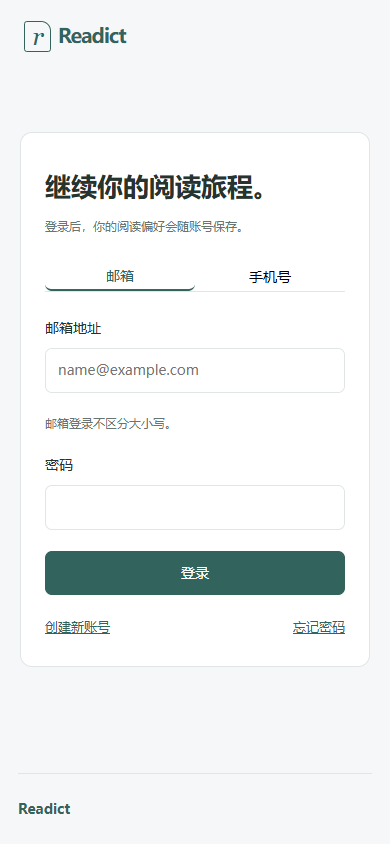 r Readict
继续你的阅读旅程。
登录后，你的阅读偏好会随账号保存。
邮箱 手机号
邮箱地址
name@example.com
邮箱登录不区分大小写。
密码
登录
创建新账号 忘记密码
Readict